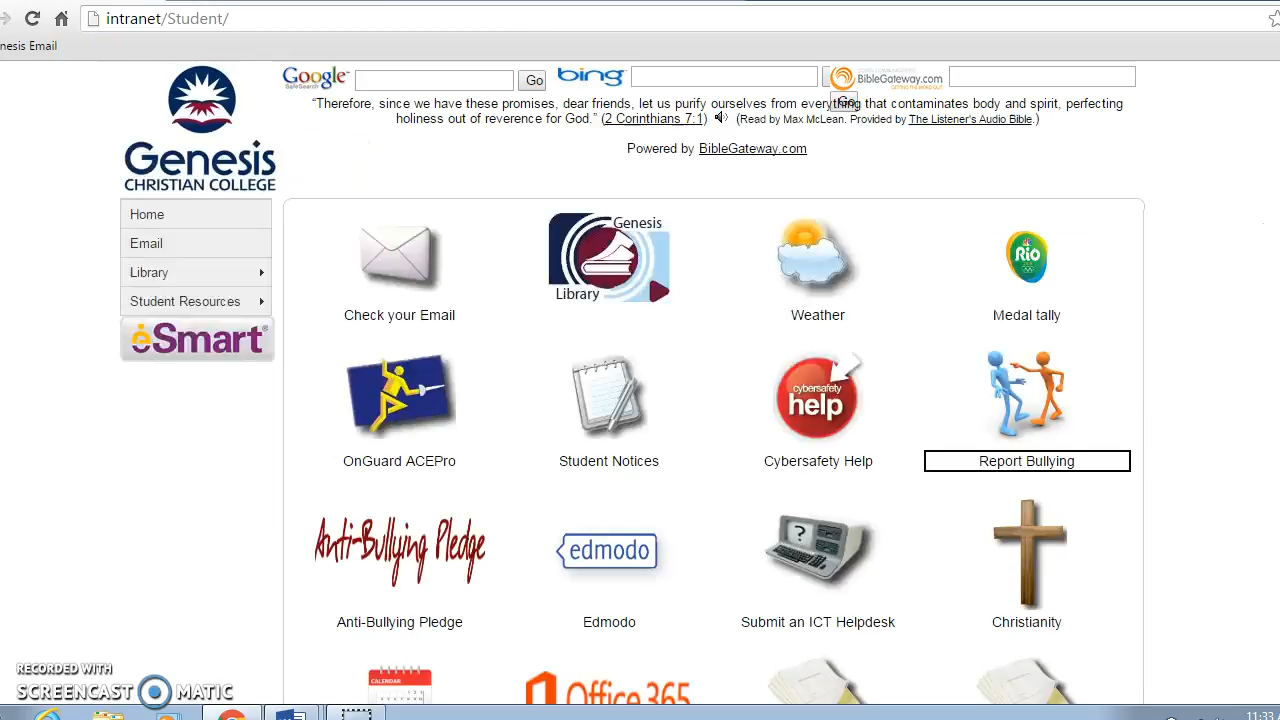 intranet/Student/
nesis Email
Google
SafeSearch
Go
bing
BibleGateway.com
Go
“Therefore, since we have these promises, dear friends, let us purify ourselves from everything that contaminates body and spirit, perfecting
holiness out of reverence for God.” (2 Corinthians 7:1) (Read by Max McLean. Provided by The Listener's Audio Bible.)
Powered by BibleGateway.com
Genesis
CHRISTIAN COLLEGE
Home
Email
Library
Student Resources
eSmart
Genesis
Library
Rio
Check your Email
Weather
Medal tally
cybersafety
help
OnGuard ACEPro
Student Notices
Cybersafety Help
Report Bullying
Anti-Bullying Pledge
edmodo
?
Anti-Bullying Pledge
Edmodo
Submit an ICT Helpdesk
Christianity
CALENDAR
Office 365
RECORDED WITH
SCREENCAST MATIC
11:33